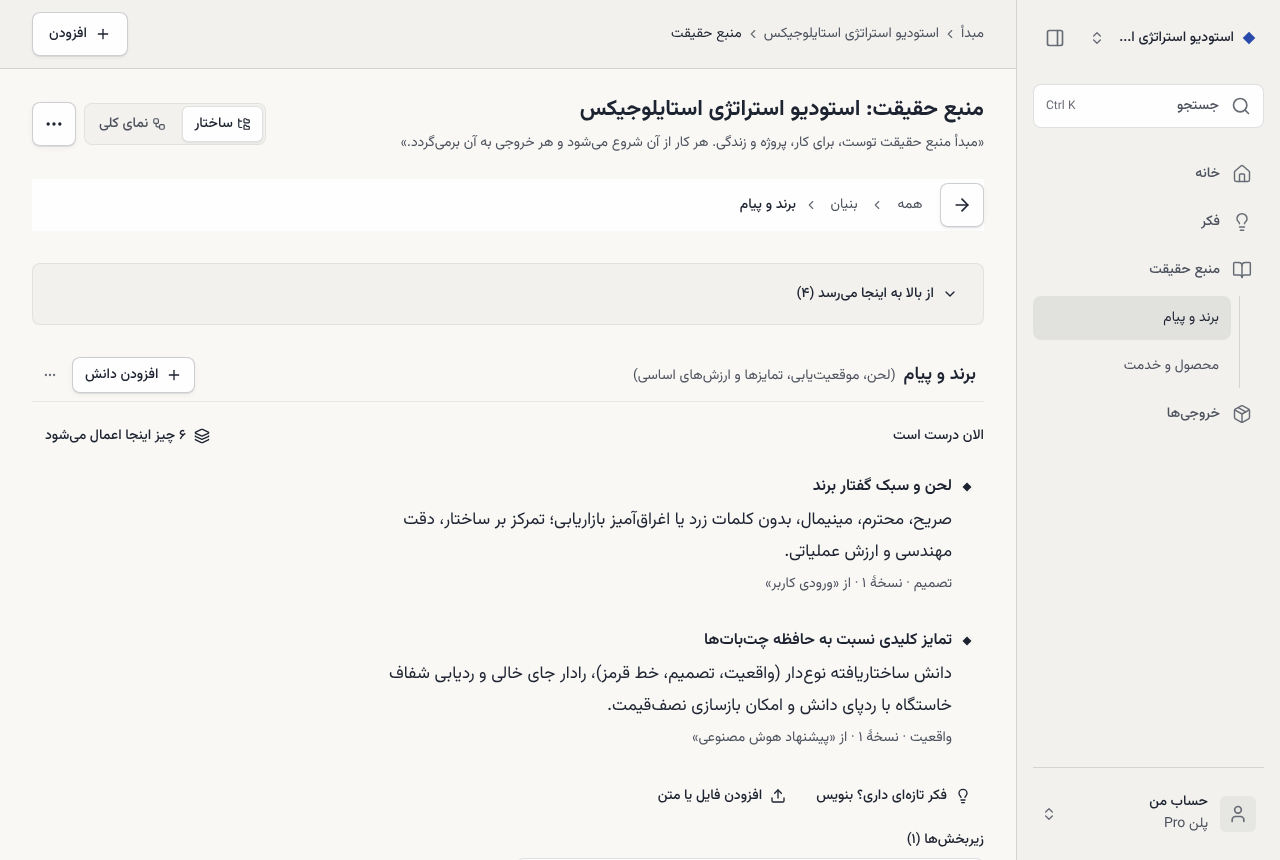 استودیو استراتژی ا...
جستجو
Ctrl K
خانه
فکر
منبع حقیقت
برند و پیام
محصول و خدمت
خروجی‌ها
حساب من
پلن Pro
مبدأ › استودیو استراتژی استایلوجیکس › منبع حقیقت
افزودن
منبع حقیقت: استودیو استراتژی استایلوجیکس
«مبدأ منبع حقیقت توست، برای کار، پروژه و زندگی. هر کار از آن شروع می‌شود و هر خروجی به آن برمی‌گردد.»
ساختار
نمای کلی
همه › بنیان › برند و پیام
از بالا به اینجا می‌رسد (۴)
برند و پیام (لحن، موقعیت‌یابی، تمایزها و ارزش‌های اساسی)
افزودن دانش
الان درست است
۶ چیز اینجا اعمال می‌شود
لحن و سبک گفتار برند
صریح، محترم، مینیمال، بدون کلمات زرد یا اغراق‌آمیز بازاریابی؛ تمرکز بر ساختار، دقت
مهندسی و ارزش عملیاتی.
تصمیم · نسخهٔ ۱ · از «ورودی کاربر»
تمایز کلیدی نسبت به حافظه چت‌بات‌ها
دانش ساختاریافته نوع‌دار (واقعیت، تصمیم، خط قرمز)، رادار جای خالی و ردیابی شفاف
خاستگاه با ردپای دانش و امکان بازسازی نصف‌قیمت.
واقعیت · نسخهٔ ۱ · از «پیشنهاد هوش مصنوعی»
فکر تازه‌ای داری؟ بنویس
افزودن فایل یا متن
زیربخش‌ها (۱)